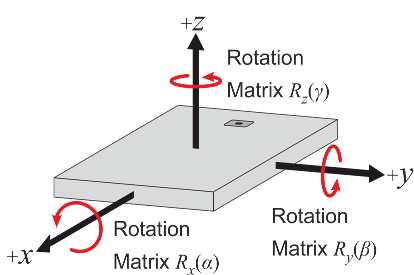 +z
Rotation
Matrix Rz(γ)
+y
Rotation
Matrix Ry(β)
+x
Rotation
Matrix Rx(α)